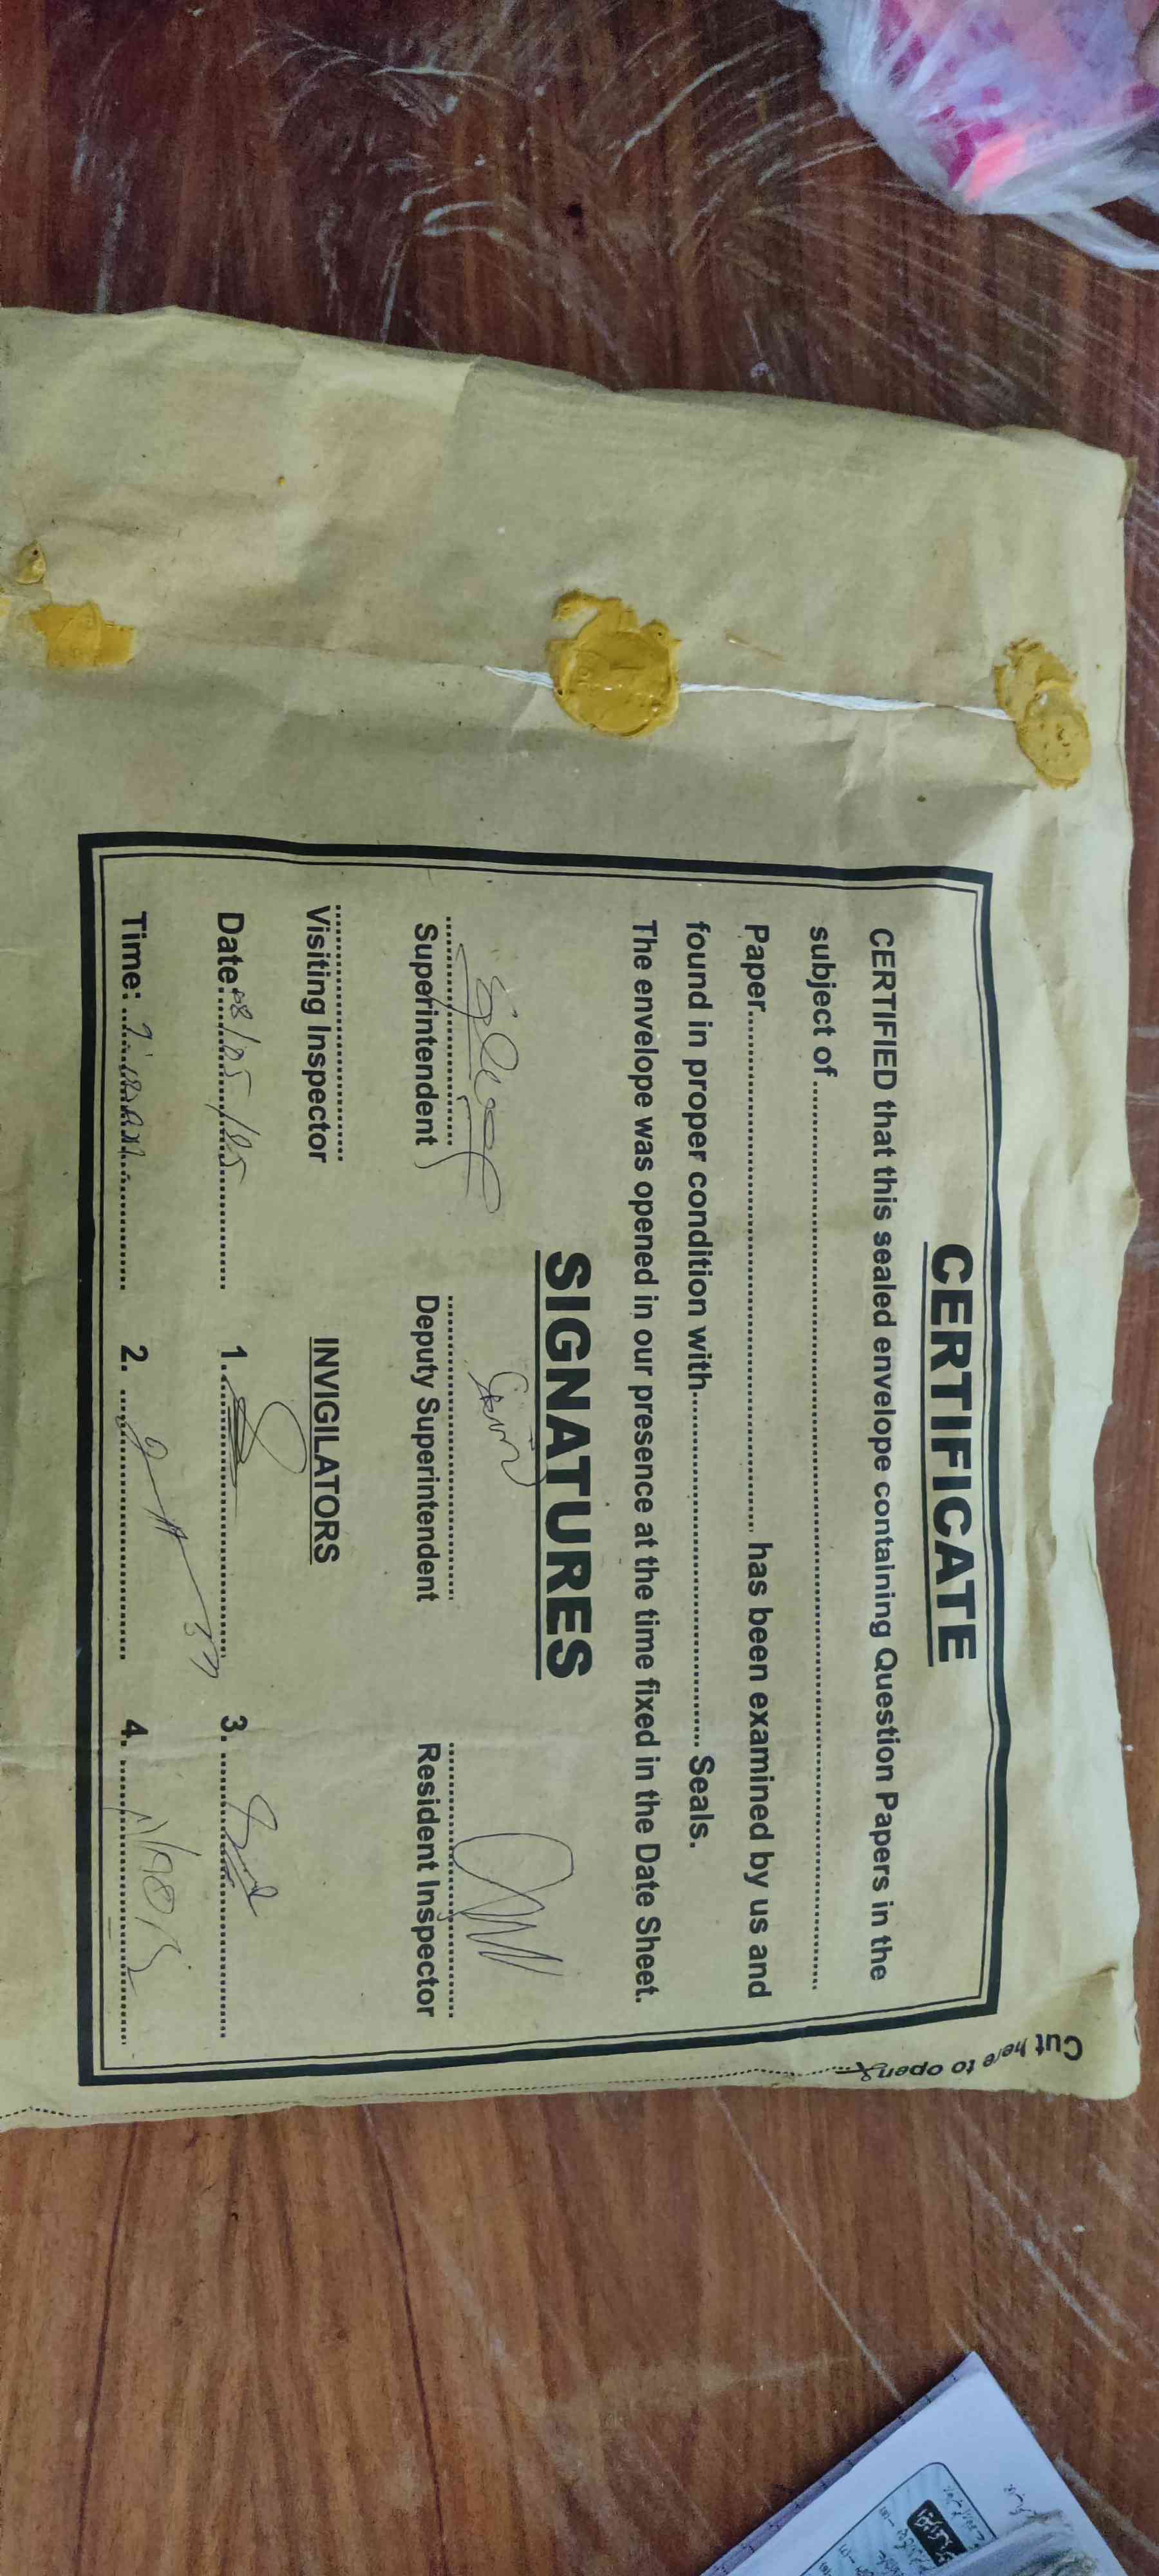 CERTIFICATE
CERTIFIED that this sealed envelope containing Question Papers in the
subject of
Paper has been examined by us and
found in proper condition with Seals.
The envelope was opened in our presence at the time fixed in the Date Sheet.
SIGNATURES
Superintendent Deputy Superintendent Resident Inspector
Visiting Inspector INVIGILATORS
Date: 08/05/25 1. 3.
Time: 2. 4.
Cut here to open